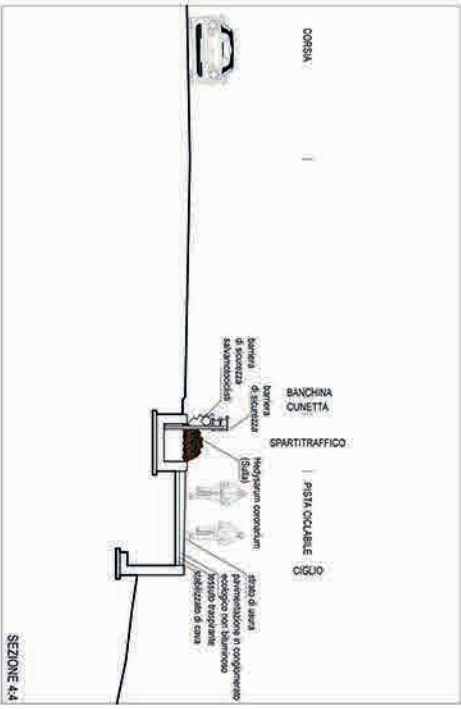 CORSIA
BANCHINA
CUNETTA
SPARTITRAFFICO
PISTA CICLABILE
CIGLIO
barriera
di sicurezza
barriera
di sicurezza
salvamotociclisti
Hedysarum coronarium
(Sulla)
strato di usura
pavimentazione in conglomerato
ecologico non bituminoso
tessuto traspirante
stabilizzato di cava
SEZIONE 4:4